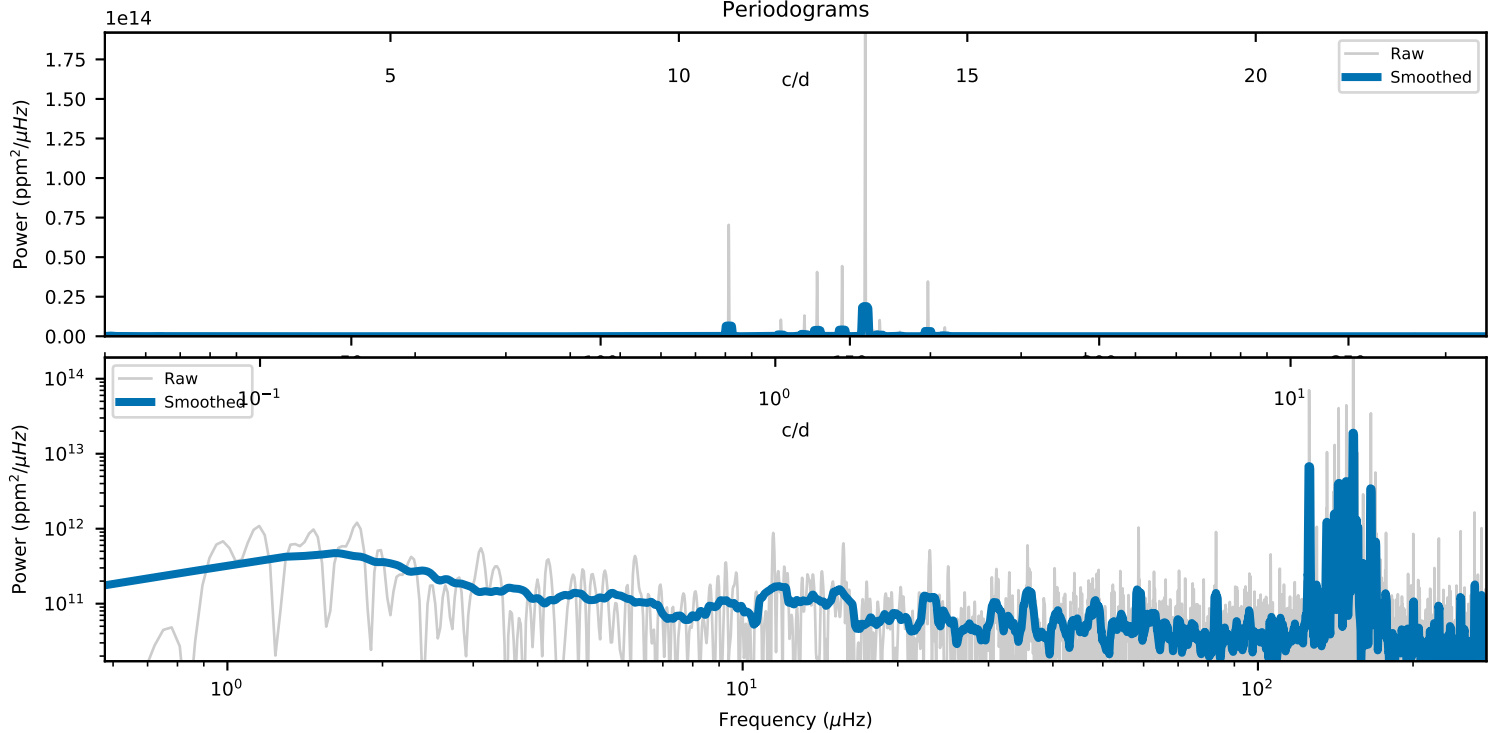 Periodograms
1e14
5 10 15 20
c/d
Raw
Smoothed
1.75
1.50
1.25
1.00
0.75
0.50
0.25
0.00
Power (ppm²/μHz)
10¹⁴
10¹³
10¹²
10¹¹
Power (ppm²/μHz)
Raw
Smoothed
10⁻¹ 10⁰ 10¹
c/d
10⁰ 10¹ 10²
Frequency (μHz)